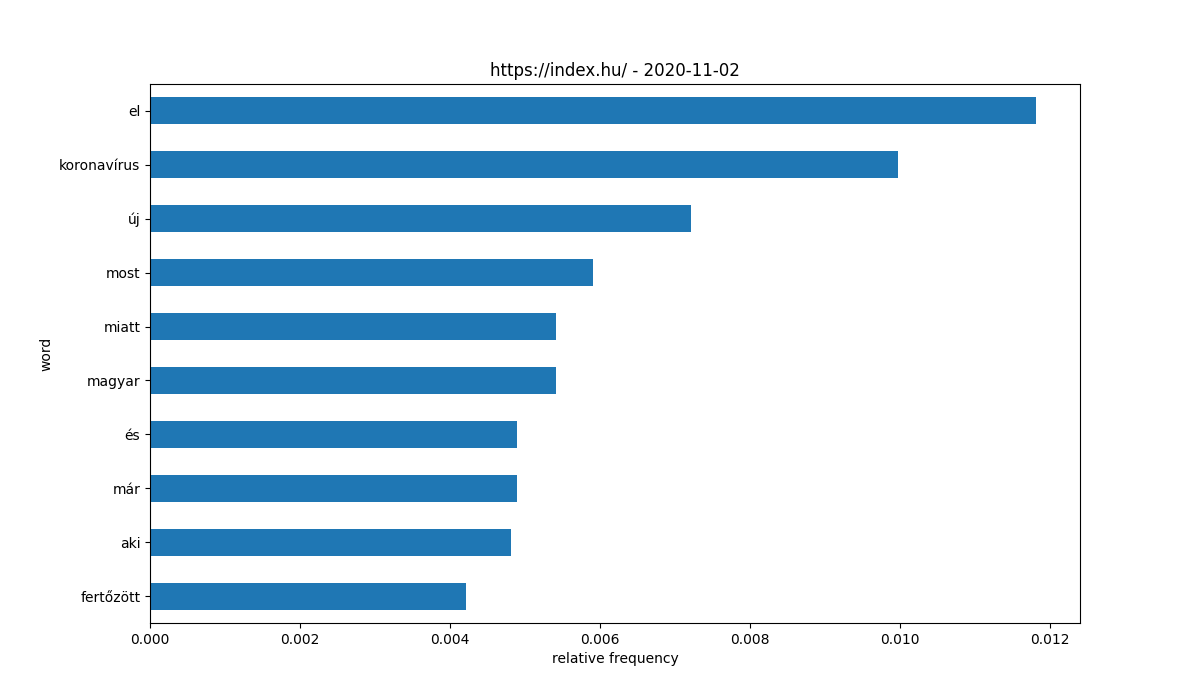 https://index.hu/ - 2020-11-02
el
koronavírus
új
most
miatt
magyar
és
már
aki
fertőzött
word
0.000 0.002 0.004 0.006 0.008 0.010 0.012
relative frequency